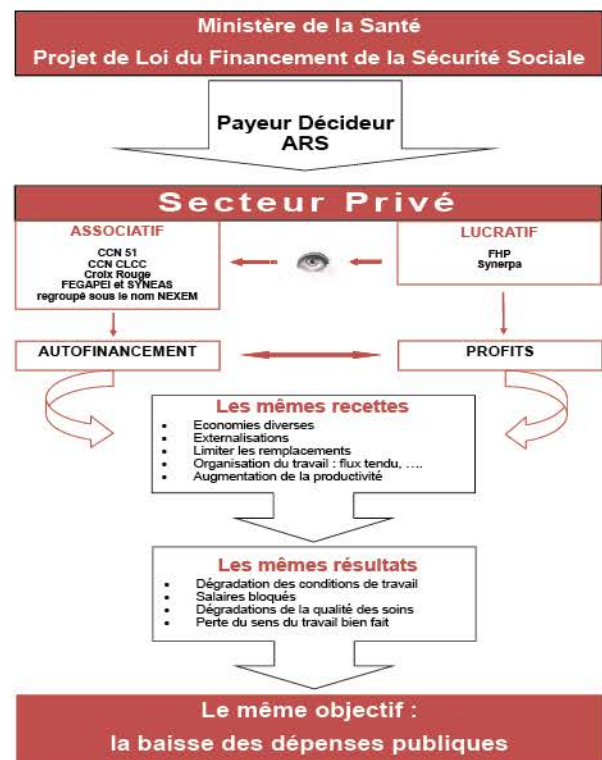 Ministère de la Santé
Projet de Loi du Financement de la Sécurité Sociale
Payeur Décideur
ARS
Secteur Privé
ASSOCIATIF
CCN 51
CCN CLCC
Croix Rouge
FEGAPEI et SYNEAS
regroupé sous le nom NEXEM
LUCRATIF
FHP
Synerpa
AUTOFINANCEMENT
PROFITS
Les mêmes recettes
• Economies diverses
• Externalisations
• Limiter les remplacements
• Organisation du travail : flux tendu, ….
• Augmentation de la productivité
Les mêmes résultats
• Dégradation des conditions de travail
• Salaires bloqués
• Dégradations de la qualité des soins
• Perte du sens du travail bien fait
Le même objectif :
la baisse des dépenses publiques